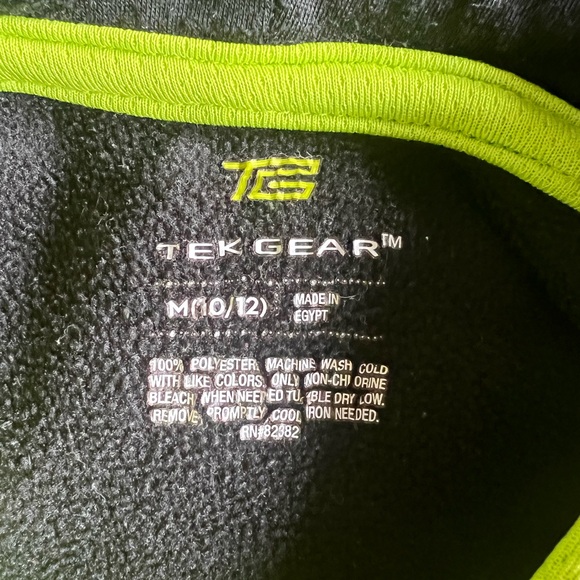 TG
TEK GEAR™
M(10/12) MADE IN EGYPT
100% POLYESTER. MACHINE WASH COLD
WITH LIKE COLORS. ONLY NON-CHLORINE
BLEACH WHEN NEEDED TUMBLE DRY LOW.
REMOVE PROMPTLY. COOL IRON NEEDED.
RN#82382